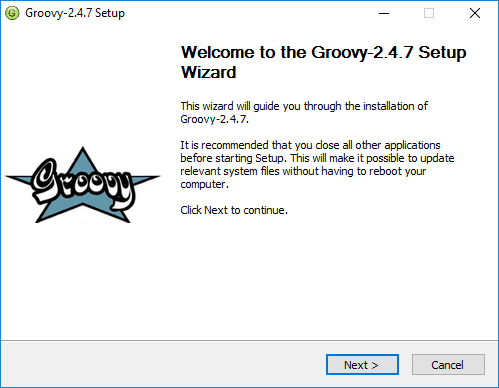 Groovy-2.4.7 Setup
Welcome to the Groovy-2.4.7 Setup
Wizard
This wizard will guide you through the installation of
Groovy-2.4.7.
It is recommended that you close all other applications
before starting Setup. This will make it possible to update
relevant system files without having to reboot your
computer.
Click Next to continue.
Groovy
Next >
Cancel